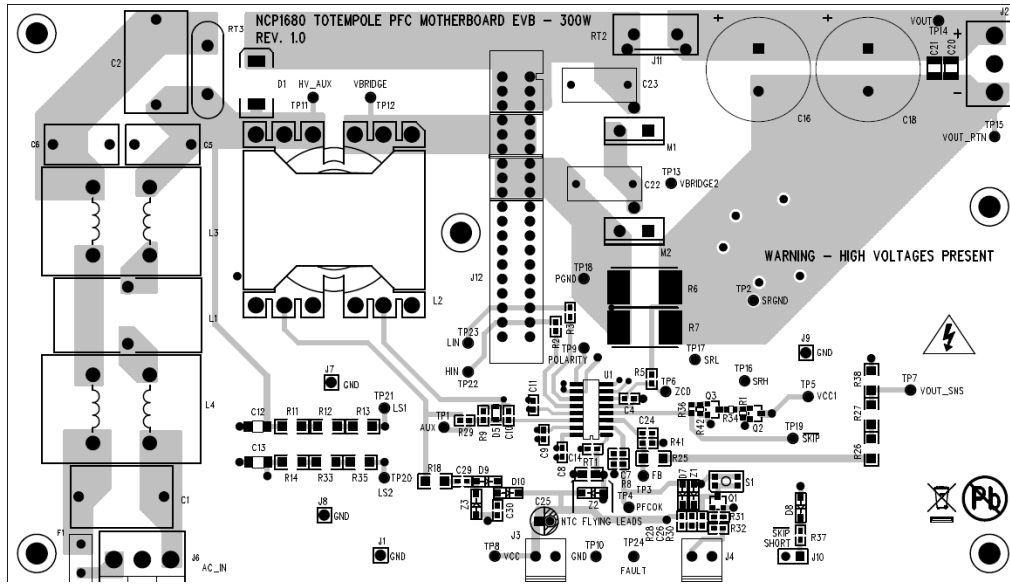 NCP1680 TOTEMPOLE PFC MOTHERBOARD EVB - 300W
REV. 1.0
RT3
C2
D1
HV_AUX
TP11
VBRIDGE
TP12
RT2
J11
C23
C16
C18
VOUT
TP14
C21
C20
J2
+
+
+
−
TP15
VOUT_RTN
C6
C5
M1
C22
TP13
VBRIDGE2
M2
L3
L2
J12
TP18
PGND
R6
R7
WARNING - HIGH VOLTAGES PRESENT
TP2
SRGND
L1
TP23
LIN
HIN
TP22
R2
R3
TP9
POLARITY
TP17
SRL
J9
GND
L4
J7
GND
C11
U1
R5
TP6
ZCD
TP16
SRH
TP5
VCC1
R38
TP7
VOUT_SNS
C12
R11
R12
R13
TP21
LS1
TP1
AUX
R29
R9
D5
C10
C4
R36
Q3
R42
R34
R1
Q2
R27
TP19
SKIP
C13
R14
R33
R35
TP20
LS2
C9
C8
C14
RT1
C24
R41
R25
R26
C1
R18
C29
D9
D10
Z3
C30
Z2
C7
R8
FB
TP3
TP4
PFCOK
D7
Z1
S1
Q1
R31
R32
D8
R37
J8
GND
C25
NTC FLYING LEADS
R28
C26
R30
SKIP
SHORT
J10
F1
J6
AC_IN
J1
GND
J3
TP8
VCC
GND
TP10
TP24
FAULT
J4
Pb